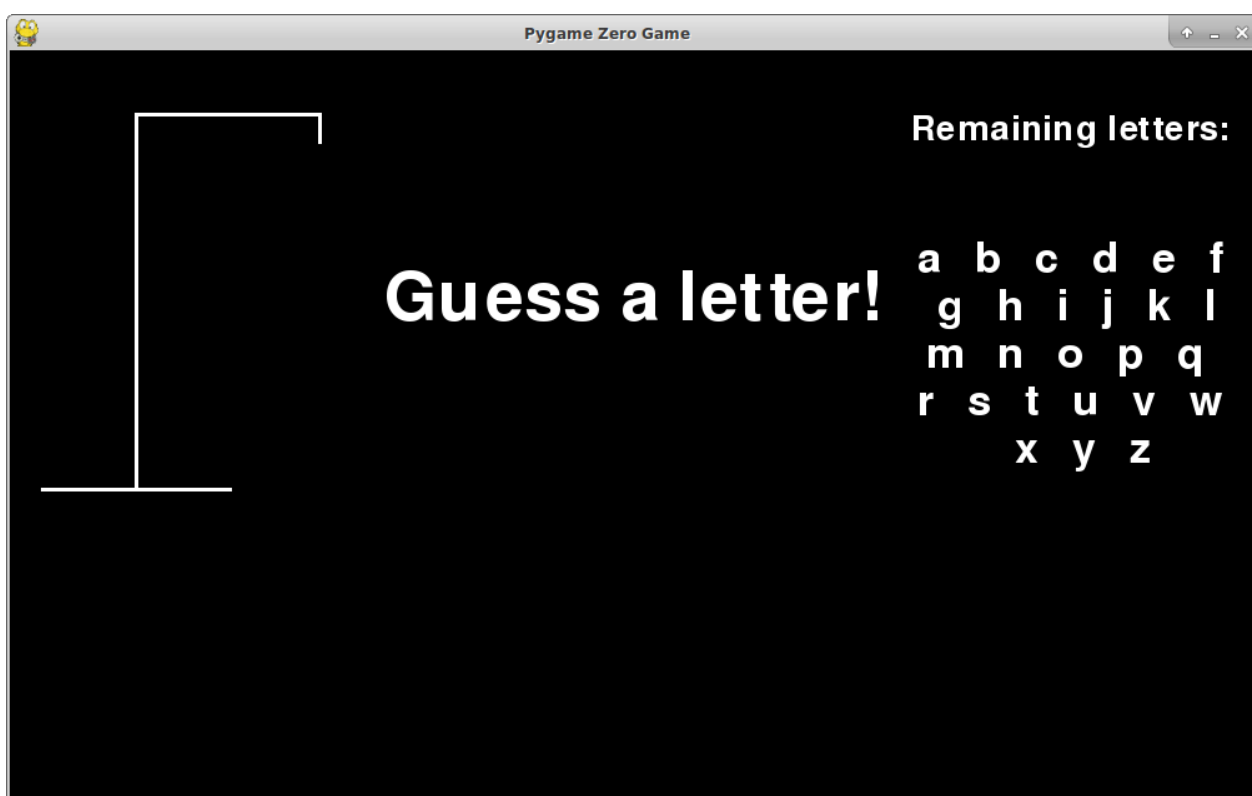 Pygame Zero Game
Remaining letters:
Guess a letter!
a b c d e f
g h i j k l
m n o p q
r s t u v w
x y z